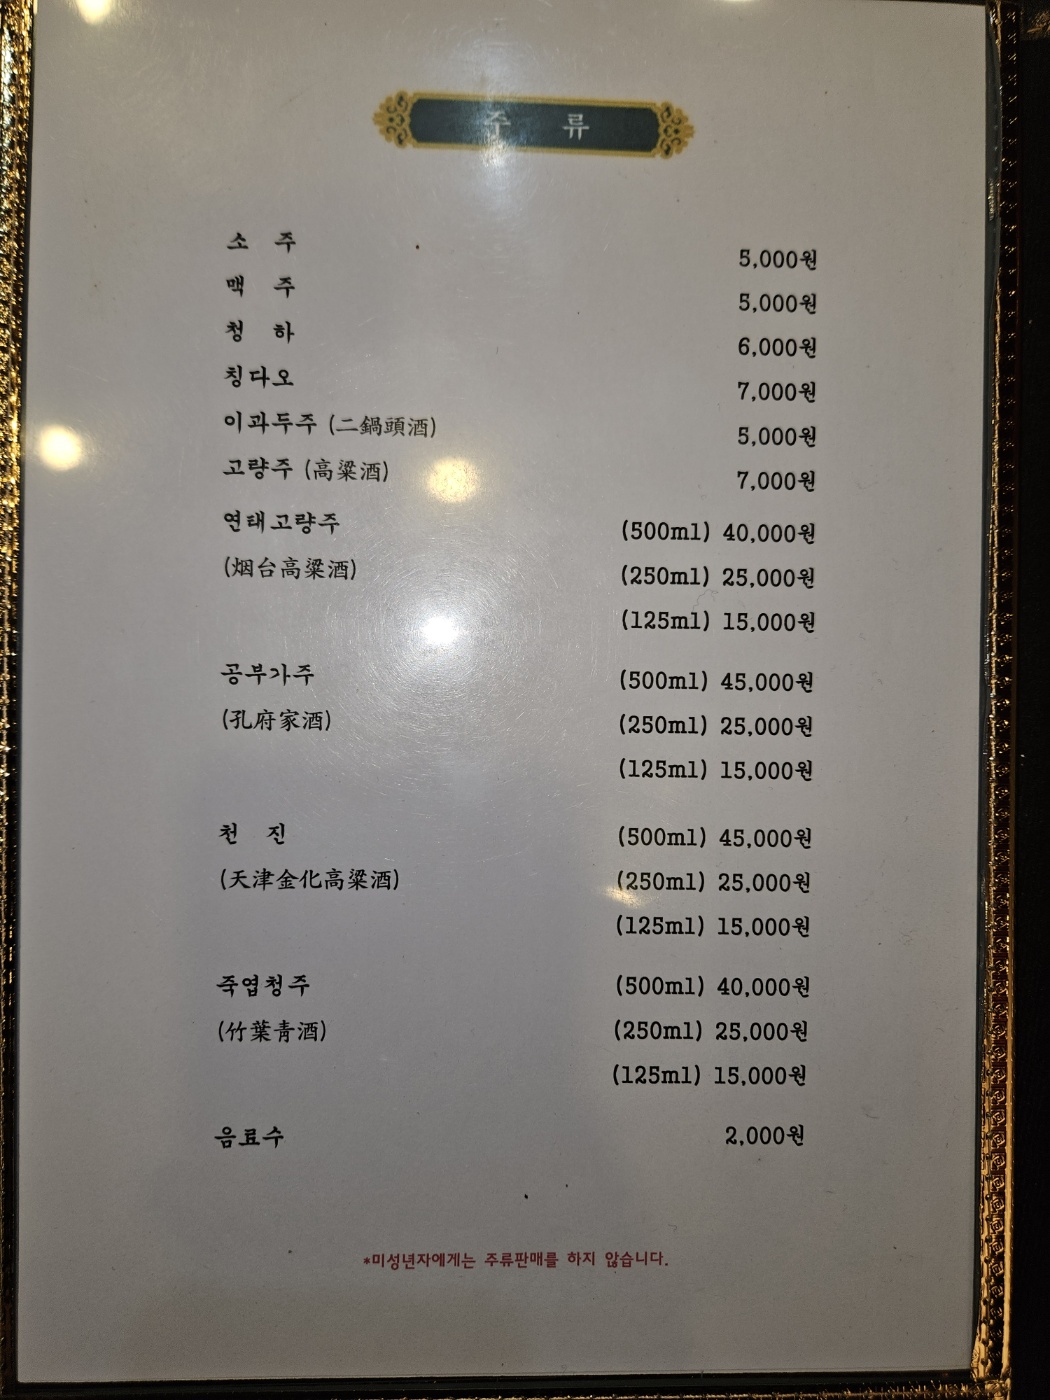 주 류
소 주 5,000원
맥 주 5,000원
청 하 6,000원
칭다오 7,000원
이과두주 (二鍋頭酒) 5,000원
고량주 (高粱酒) 7,000원
연태고량주 (500ml) 40,000원
(烟台高粱酒) (250ml) 25,000원
(125ml) 15,000원
공부가주 (500ml) 45,000원
(孔府家酒) (250ml) 25,000원
(125ml) 15,000원
천 진 (500ml) 45,000원
(天津金化高粱酒) (250ml) 25,000원
(125ml) 15,000원
죽엽청주 (500ml) 40,000원
(竹葉青酒) (250ml) 25,000원
(125ml) 15,000원
음료수 2,000원
*미성년자에게는 주류판매를 하지 않습니다.